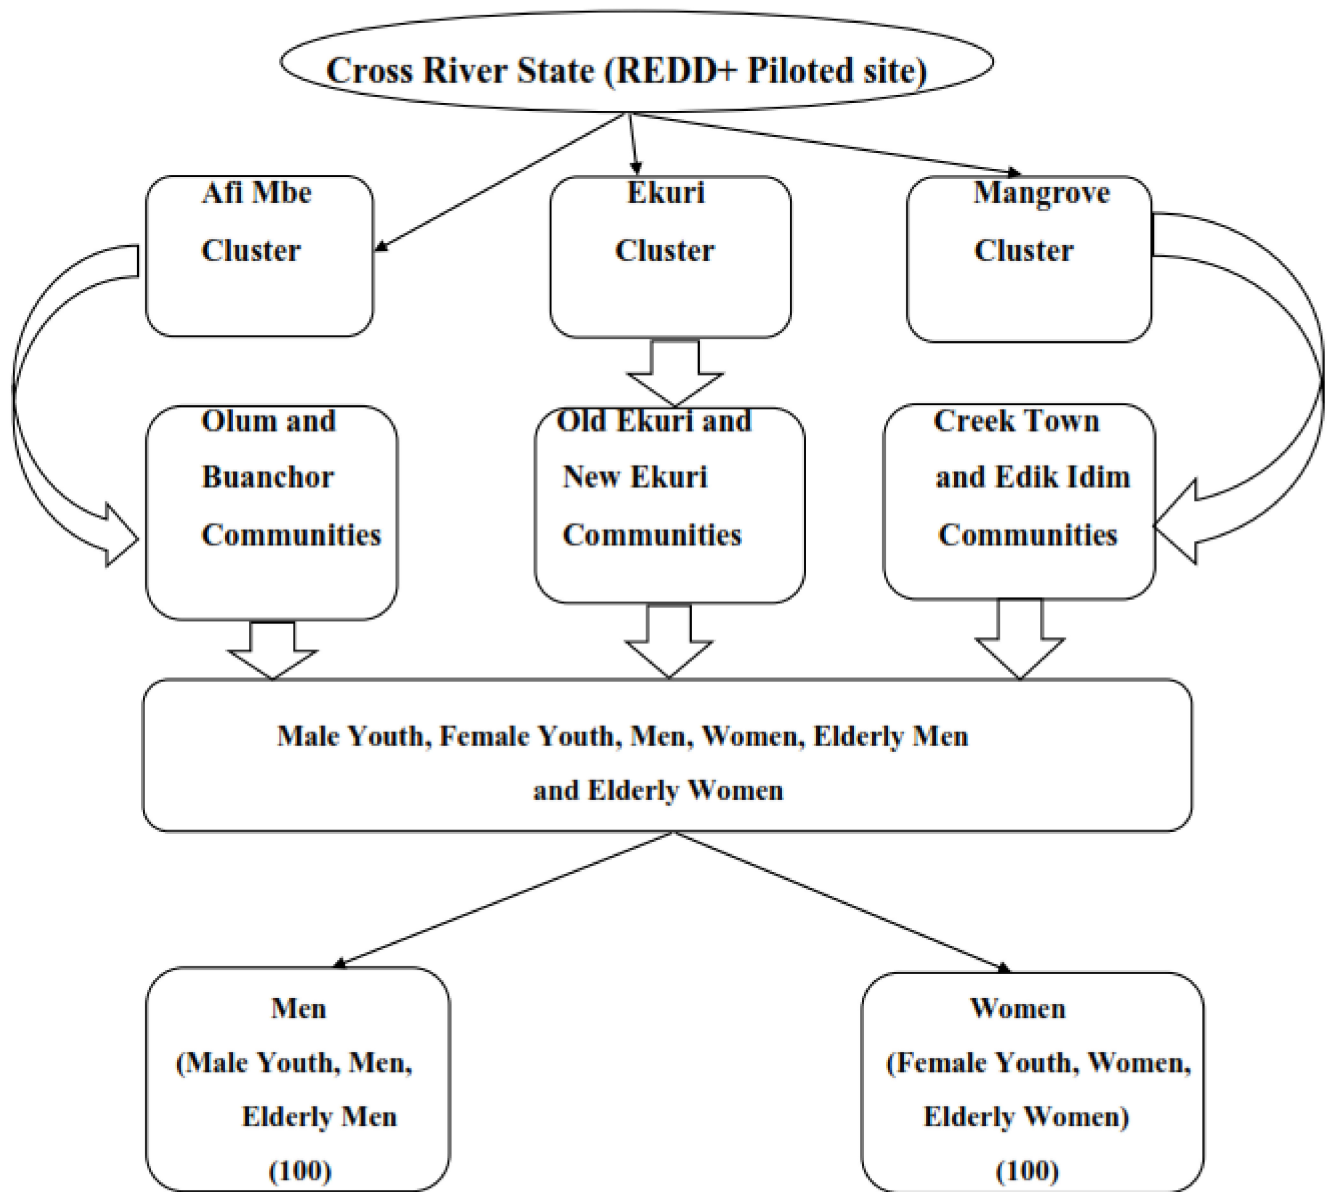 Cross River State (REDD+ Piloted site)
Afi Mbe
Cluster
Ekuri
Cluster
Mangrove
Cluster
Olum and
Buanchor
Communities
Old Ekuri and
New Ekuri
Communities
Creek Town
and Edik Idim
Communities
Male Youth, Female Youth, Men, Women, Elderly Men
and Elderly Women
Men
(Male Youth, Men,
Elderly Men
(100)
Women
(Female Youth, Women,
Elderly Women)
(100)